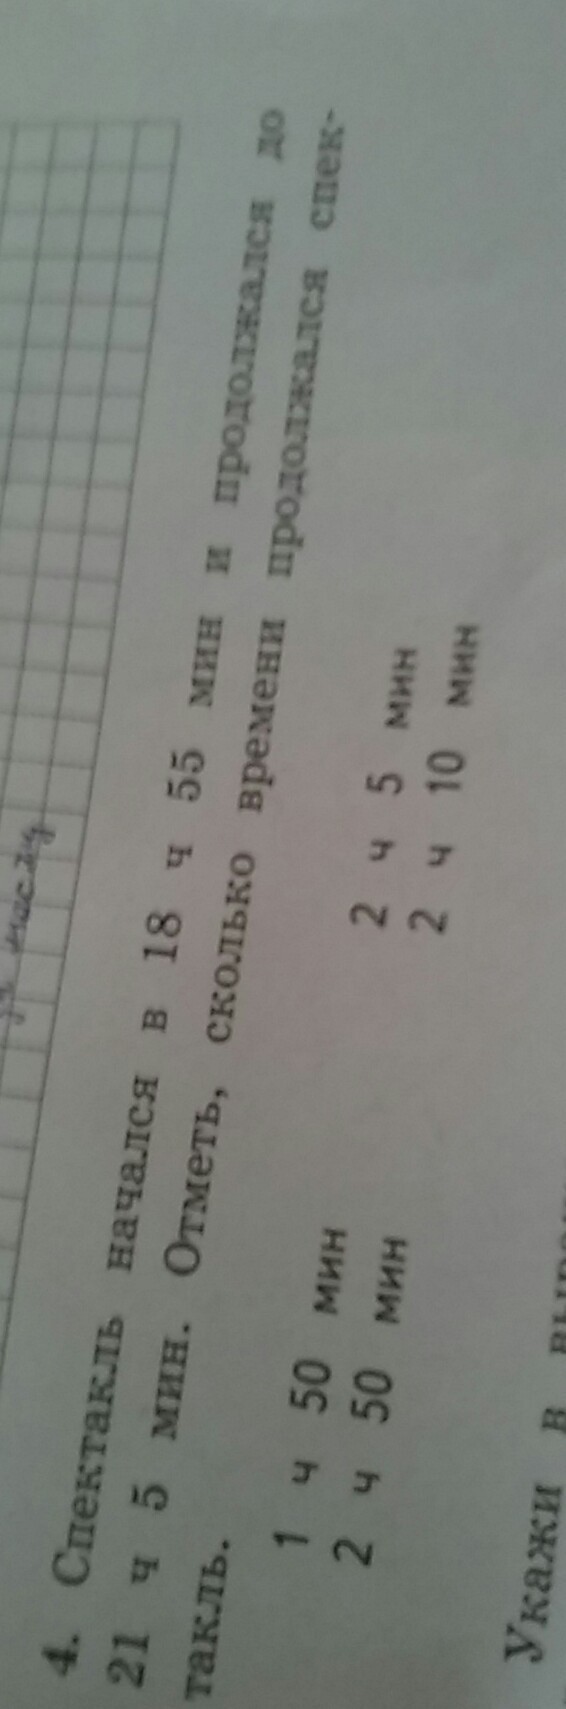 4. Спектакль начался в 18 ч 55 мин и продолжался до
21 ч 5 мин. Отметь, сколько времени продолжался спек-
такль.
1 ч 50 мин
2 ч 50 мин
2 ч 5 мин
2 ч 10 мин
Укажи в